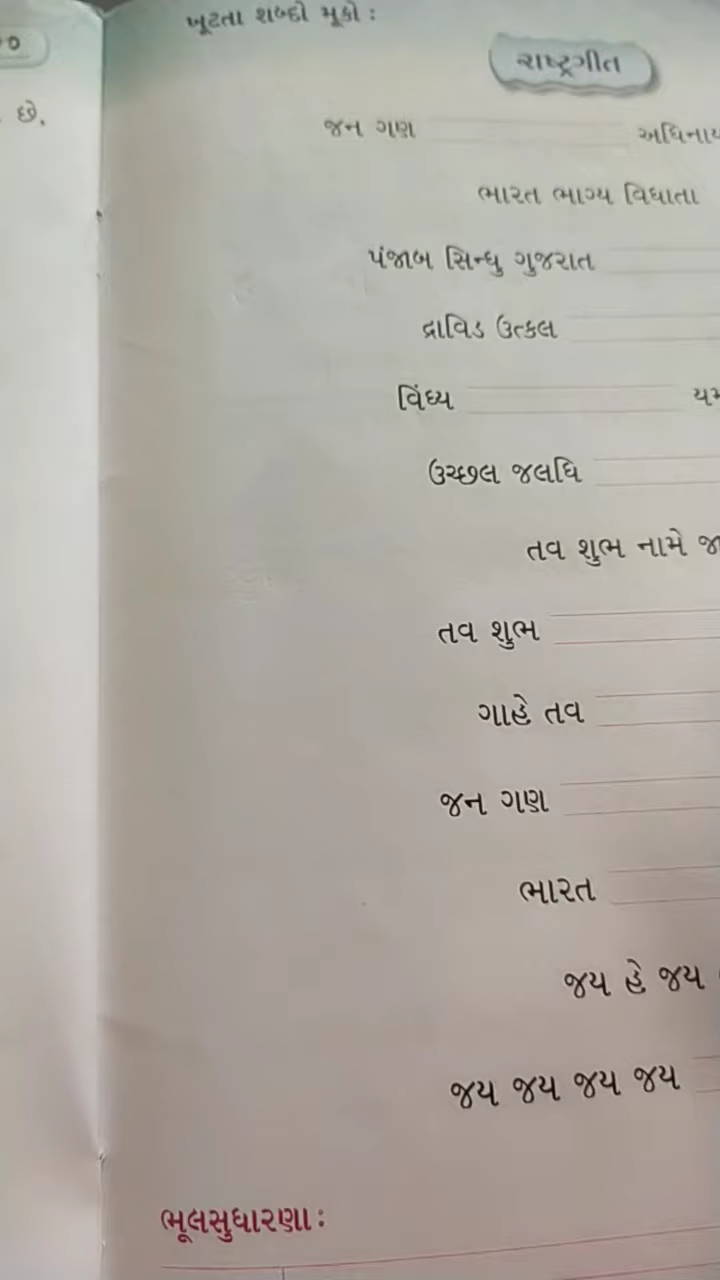 છે.
ખૂટતા શબ્દો મૂકો :
રાષ્ટ્રગીત
જન ગણ
ભારત ભાગ્ય વિધાતા
પંજાબ સિન્ધુ ગુજરાત
દ્રાવિડ ઉત્કલ
વિંધ્ય
ઉચ્છલ જલધિ
તવ શુભ નામે
તવ શુભ
ગાહે તવ
જન ગણ
ભારત
જય હે જય
જય જય જય જય
ભૂલસુધારણા :